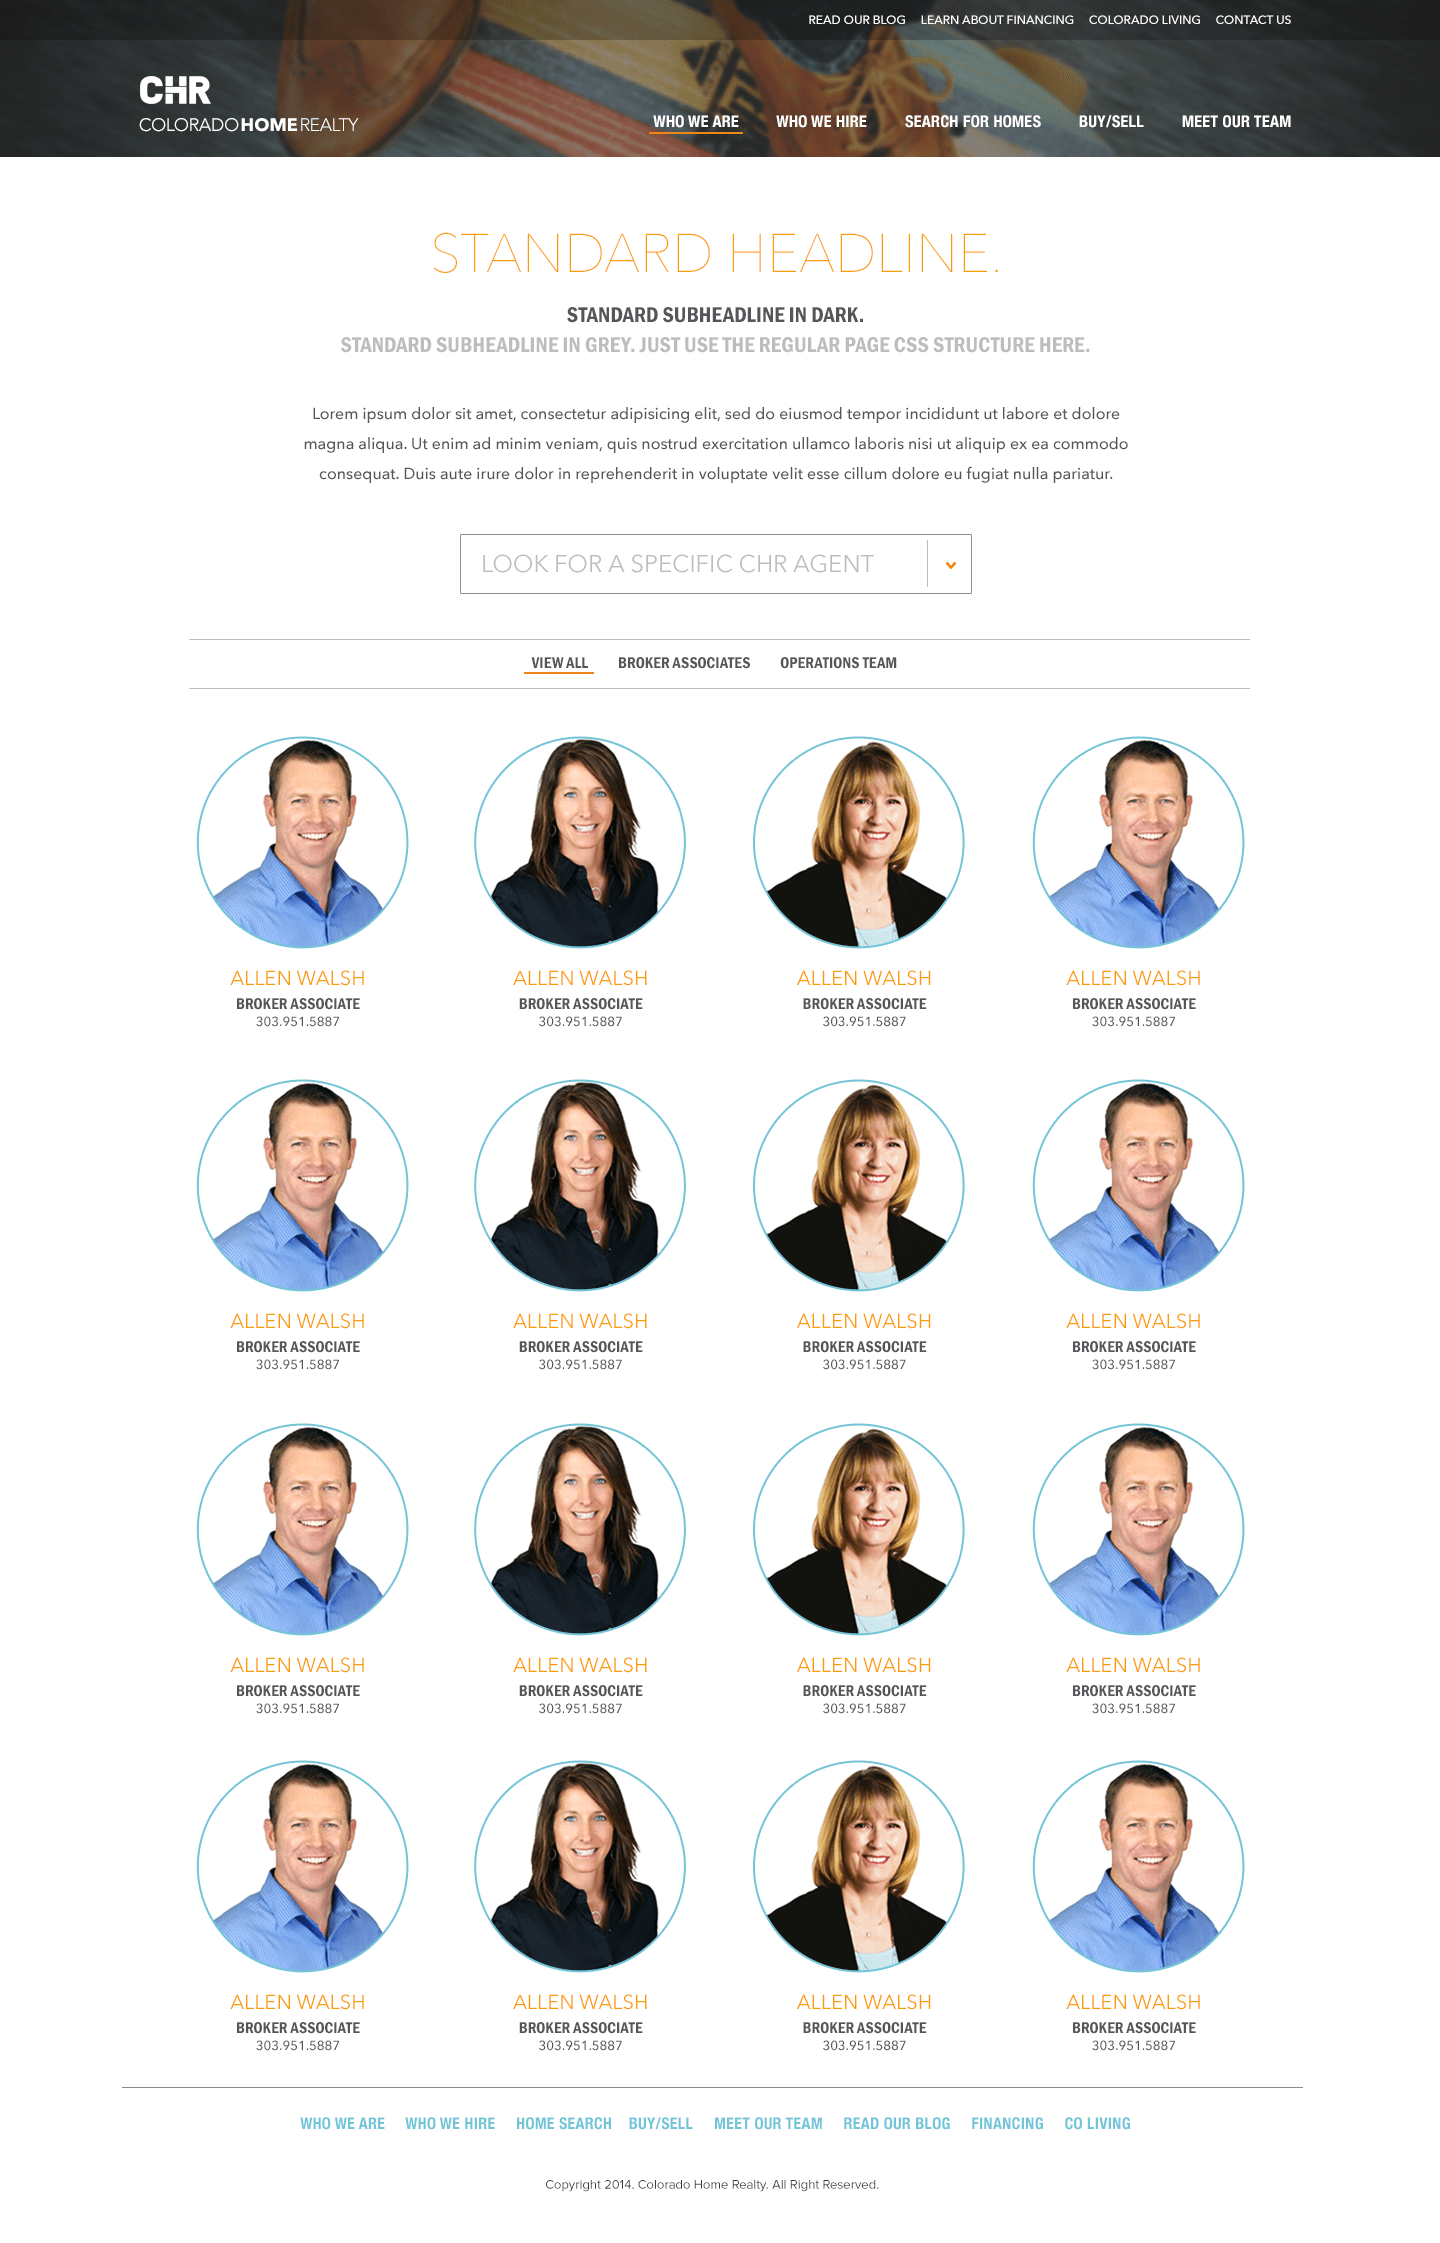 READ OUR BLOG LEARN ABOUT FINANCING COLORADO LIVING CONTACT US
CHR
COLORADOHOMEREALTY
WHO WE ARE WHO WE HIRE SEARCH FOR HOMES BUY/SELL MEET OUR TEAM
STANDARD HEADLINE.
STANDARD SUBHEADLINE IN DARK.
STANDARD SUBHEADLINE IN GREY. JUST USE THE REGULAR PAGE CSS STRUCTURE HERE.
Lorem ipsum dolor sit amet, consectetur adipisicing elit, sed do eiusmod tempor incididunt ut labore et dolore
magna aliqua. Ut enim ad minim veniam, quis nostrud exercitation ullamco laboris nisi ut aliquip ex ea commodo
consequat. Duis aute irure dolor in reprehenderit in voluptate velit esse cillum dolore eu fugiat nulla pariatur.
LOOK FOR A SPECIFIC CHR AGENT
VIEW ALL BROKER ASSOCIATES OPERATIONS TEAM
ALLEN WALSH ALLEN WALSH ALLEN WALSH ALLEN WALSH
BROKER ASSOCIATE BROKER ASSOCIATE BROKER ASSOCIATE BROKER ASSOCIATE
303.951.5887 303.951.5887 303.951.5887 303.951.5887
ALLEN WALSH ALLEN WALSH ALLEN WALSH ALLEN WALSH
BROKER ASSOCIATE BROKER ASSOCIATE BROKER ASSOCIATE BROKER ASSOCIATE
303.951.5887 303.951.5887 303.951.5887 303.951.5887
ALLEN WALSH ALLEN WALSH ALLEN WALSH ALLEN WALSH
BROKER ASSOCIATE BROKER ASSOCIATE BROKER ASSOCIATE BROKER ASSOCIATE
303.951.5887 303.951.5887 303.951.5887 303.951.5887
ALLEN WALSH ALLEN WALSH ALLEN WALSH ALLEN WALSH
BROKER ASSOCIATE BROKER ASSOCIATE BROKER ASSOCIATE BROKER ASSOCIATE
303.951.5887 303.951.5887 303.951.5887 303.951.5887
WHO WE ARE WHO WE HIRE HOME SEARCH BUY/SELL MEET OUR TEAM READ OUR BLOG FINANCING CO LIVING
Copyright 2014. Colorado Home Realty. All Right Reserved.